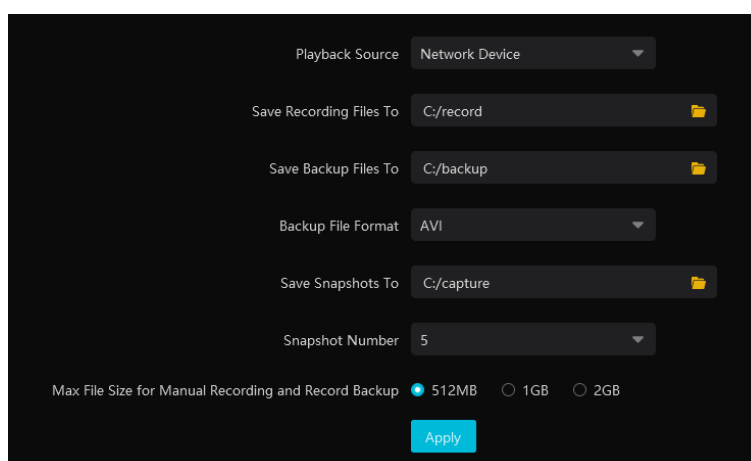 Playback Source Network Device
Save Recording Files To C:/record
Save Backup Files To C:/backup
Backup File Format AVI
Save Snapshots To C:/capture
Snapshot Number 5
Max File Size for Manual Recording and Record Backup 512MB 1GB 2GB
Apply